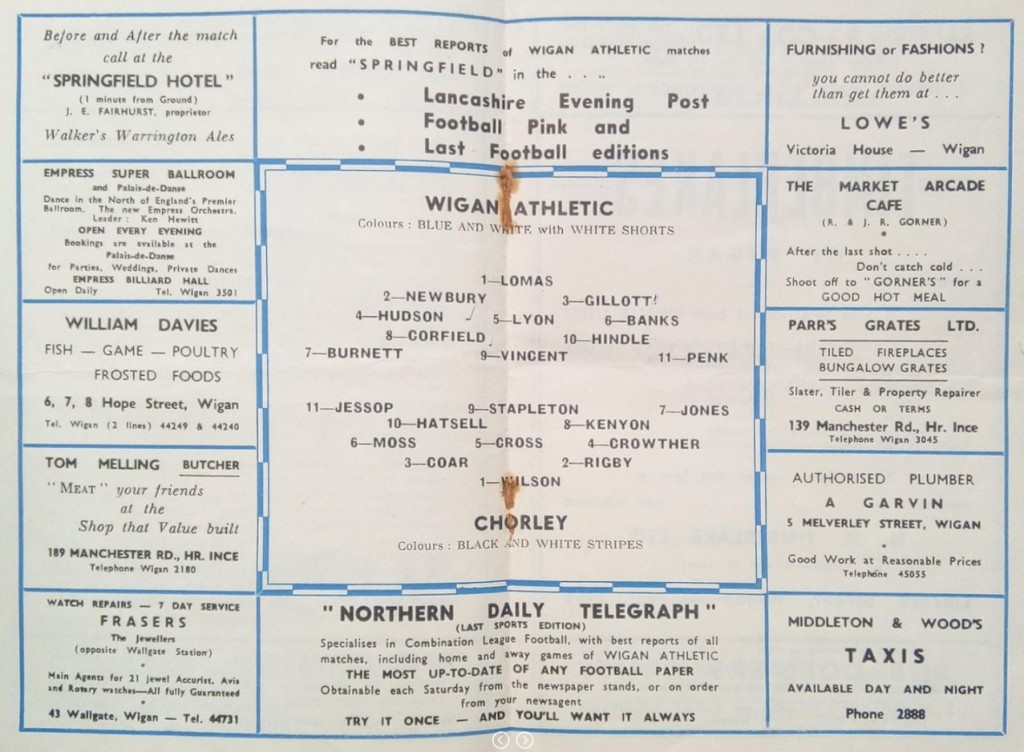 Before and After the match
call at the
"SPRINGFIELD HOTEL"
(1 minute from Ground)
J. E. FAIRHURST, proprietor
Walker's Warrington Ales
For the BEST REPORTS of WIGAN ATHLETIC matches
read "SPRINGFIELD" in the . . . .
• Lancashire Evening Post
• Football Pink and
• Last Football editions
FURNISHING or FASHIONS ?
you cannot do better
than get them at . . .
LOWE'S
Victoria House — Wigan
EMPRESS SUPER BALLROOM
and Palais-de-Danse
Dance in the North of England's Premier
Ballroom. The new Empress Orchestra.
Leader : Ken Hewitt
OPEN EVERY EVENING
Bookings are available at the
Palais-de-Danse
for Parties, Weddings, Private Dances
EMPRESS BILLIARD HALL
Open Daily Tel. Wigan 3501
WILLIAM DAVIES
FISH — GAME — POULTRY
FROSTED FOODS
6, 7, 8 Hope Street, Wigan
Tel. Wigan (2 lines) 44249 & 44240
TOM MELLING BUTCHER
"MEAT" your friends
at the
Shop that Value built
189 MANCHESTER RD., HR. INCE
Telephone Wigan 2180
WATCH REPAIRS — 7 DAY SERVICE
FRASERS
The Jewellers
(opposite Wallgate Station)
*
Main Agents for 21 jewel Accurist, Avia
and Rotary watches—All fully Guaranteed
*
43 Wallgate, Wigan — Tel. 44731
WIGAN ATHLETIC
Colours : BLUE AND WHITE with WHITE SHORTS
1—LOMAS
2—NEWBURY 3—GILLOTT
4—HUDSON 5—LYON 6—BANKS
8—CORFIELD 10—HINDLE
7—BURNETT 9—VINCENT 11—PENK
11—JESSOP 9—STAPLETON 7—JONES
10—HATSELL 8—KENYON
6—MOSS 5—CROSS 4—CROWTHER
3—COAR 2—RIGBY
1—WILSON
CHORLEY
Colours : BLACK AND WHITE STRIPES
"NORTHERN DAILY TELEGRAPH"
(LAST SPORTS EDITION)
Specialises in Combination League Football, with best reports of all
matches, including home and away games of WIGAN ATHLETIC
THE MOST UP-TO-DATE OF ANY FOOTBALL PAPER
Obtainable each Saturday from the newspaper stands, or on order
from your newsagent
TRY IT ONCE — AND YOU'LL WANT IT ALWAYS
THE MARKET ARCADE
CAFE
(R. & J. R. GORNER)
*
After the last shot . . . .
Don't catch cold . . .
Shoot off to "GORNER'S" for a
GOOD HOT MEAL
PARR'S GRATES LTD.
TILED FIREPLACES
BUNGALOW GRATES
Slater, Tiler & Property Repairer
CASH OR TERMS
139 Manchester Rd., Hr. Ince
Telephone Wigan 3045
AUTHORISED PLUMBER
A GARVIN
5 MELVERLEY STREET, WIGAN
*
Good Work at Reasonable Prices
Telephone 45055
MIDDLETON & WOOD'S
TAXIS
AVAILABLE DAY AND NIGHT
Phone 2888